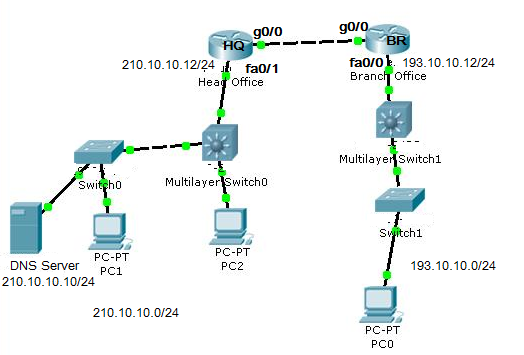 g0/0
g0/0
HQ
BR
210.10.10.12/24
fa0/1
fa0/0
193.10.10.12/24
Head Office
Branch Office
Multilayer Switch1
Switch0
Multilayer Switch0
Switch1
PC-PT
PC1
PC-PT
PC2
DNS Server
210.10.10.10/24
193.10.10.0/24
210.10.10.0/24
PC-PT
PC0